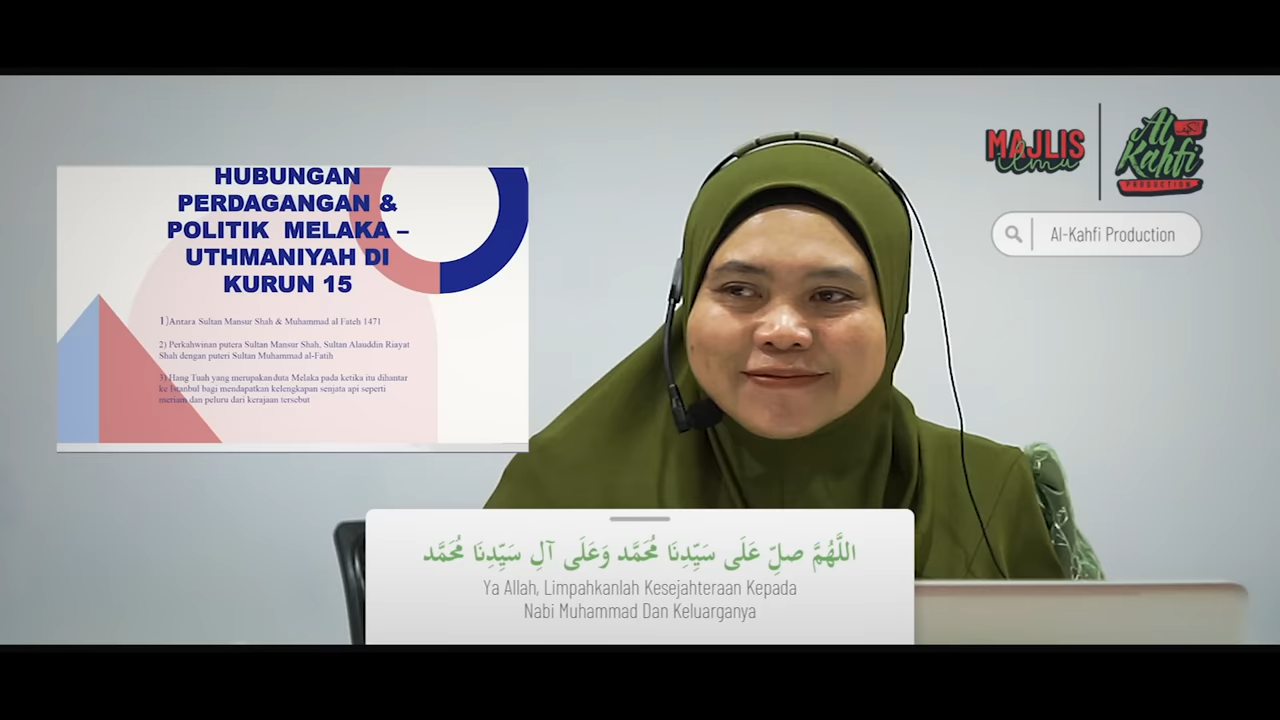 HUBUNGAN
PERDAGANGAN &
POLITIK MELAKA –
UTHMANIYAH DI
KURUN 15
1)Antara Sultan Mansur Shah & Muhammad al Fateh 1471
2) Perkahwinan putera Sultan Mansur Shah, Sultan Alauddin Riayat
Shah dengan puteri Sultan Muhammad al-Fatih
3) Hang Tuah yang merupakan duta Melaka pada ketika itu dihantar
ke Istanbul bagi mendapatkan kelengkapan senjata api seperti
meriam dan peluru dari kerajaan tersebut
MAJLIS
Ilmu
Al
Kahfi
PRODUCTION
Al-Kahfi Production
اللَّهُمَّ صلِّ عَلَى سَيِّدِنَا مُحَمَّد وَعَلَى آلِ سَيِّدِنَا مُحَمَّد
Ya Allah, Limpahkanlah Kesejahteraan Kepada
Nabi Muhammad Dan Keluarganya